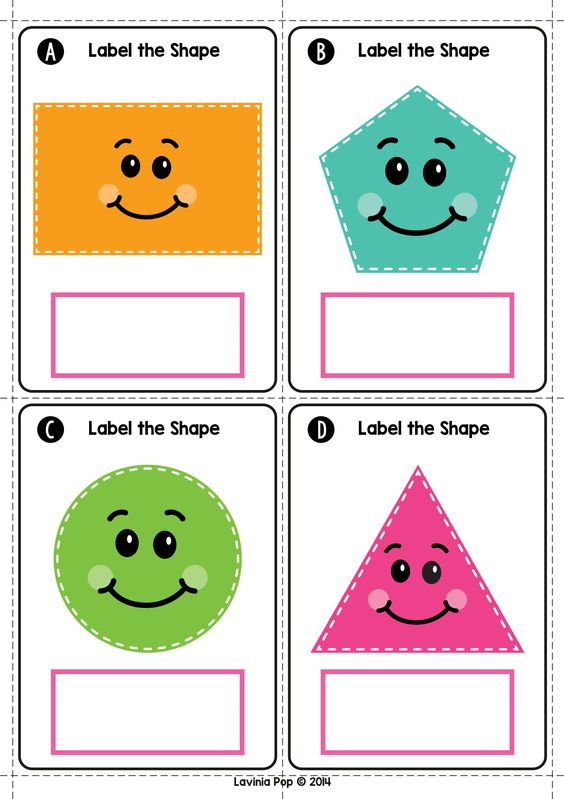 A Label the Shape
B Label the Shape
C Label the Shape
D Label the Shape
Lavinia Pop © 2014